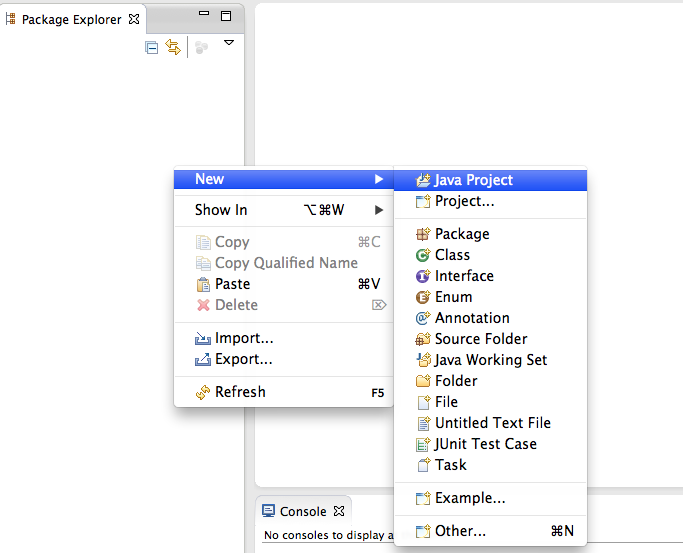 Package Explorer
New
Show In ⌥⌘W
Copy ⌘C
Copy Qualified Name
Paste ⌘V
Delete ⌦
Import...
Export...
Refresh F5
Java Project
Project...
Package
Class
Interface
Enum
Annotation
Source Folder
Java Working Set
Folder
File
Untitled Text File
JUnit Test Case
Task
Example...
Other... ⌘N
Console
No consoles to display a